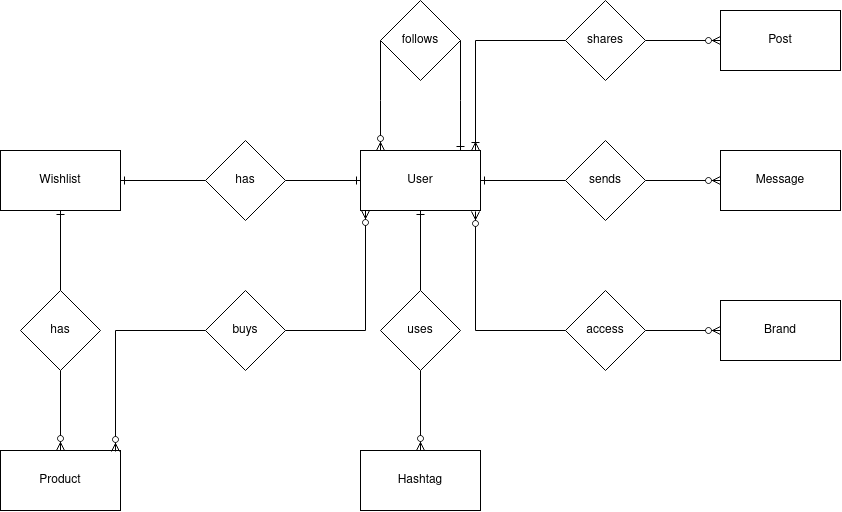 follows
shares
Post
Wishlist
has
User
sends
Message
has
buys
uses
access
Brand
Product
Hashtag